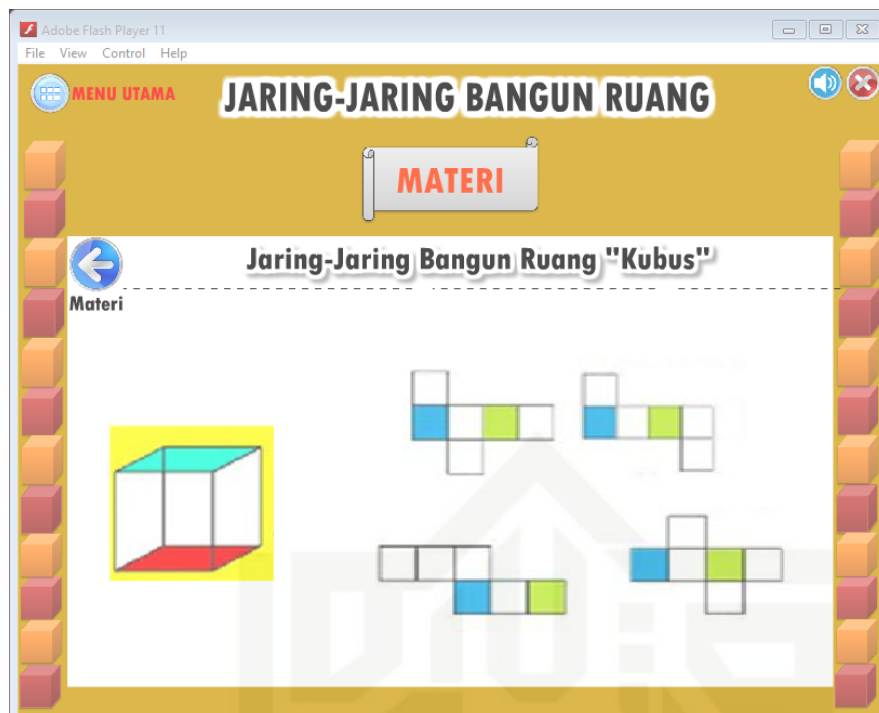 Adobe Flash Player 11
File View Control Help
MENU UTAMA
JARING-JARING BANGUN RUANG
MATERI
Jaring-Jaring Bangun Ruang "Kubus"
Materi